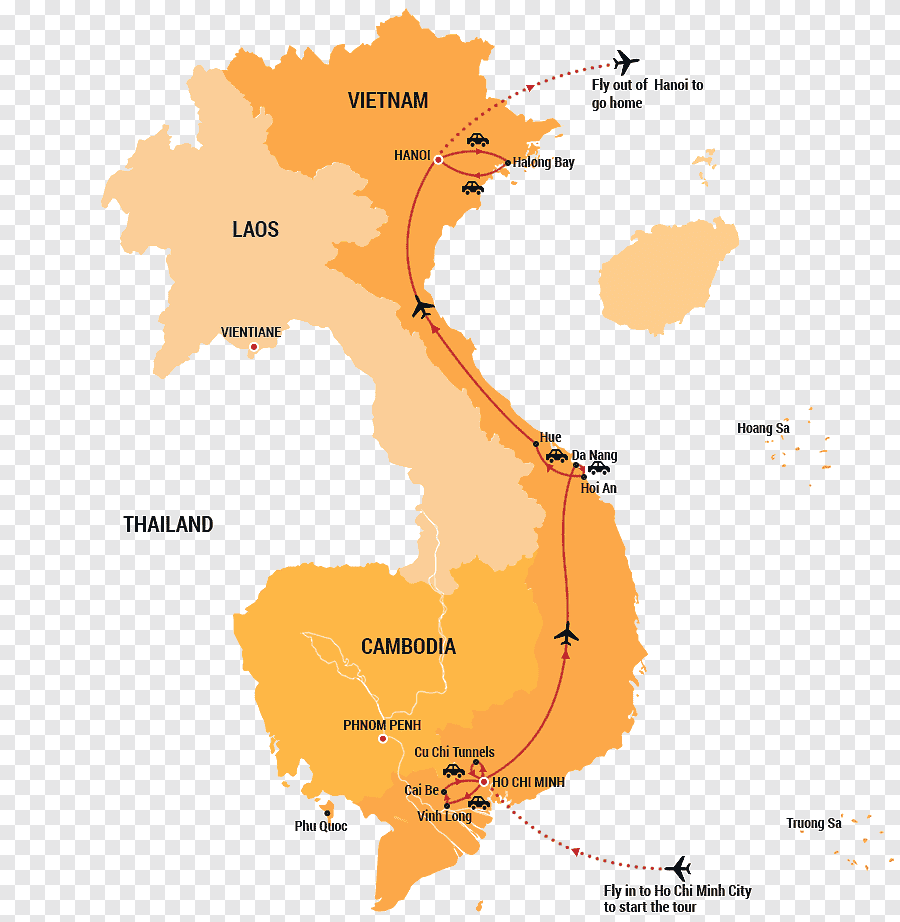 Fly out of Hanoi to
go home
VIETNAM
HANOI
Halong Bay
LAOS
VIENTIANE
Hoang Sa
Hue
Da Nang
Hoi An
THAILAND
CAMBODIA
PHNOM PENH
Cu Chi Tunnels
HO CHI MINH
Cai Be
Vinh Long
Phu Quoc
Truong Sa
Fly in to Ho Chi Minh City
to start the tour